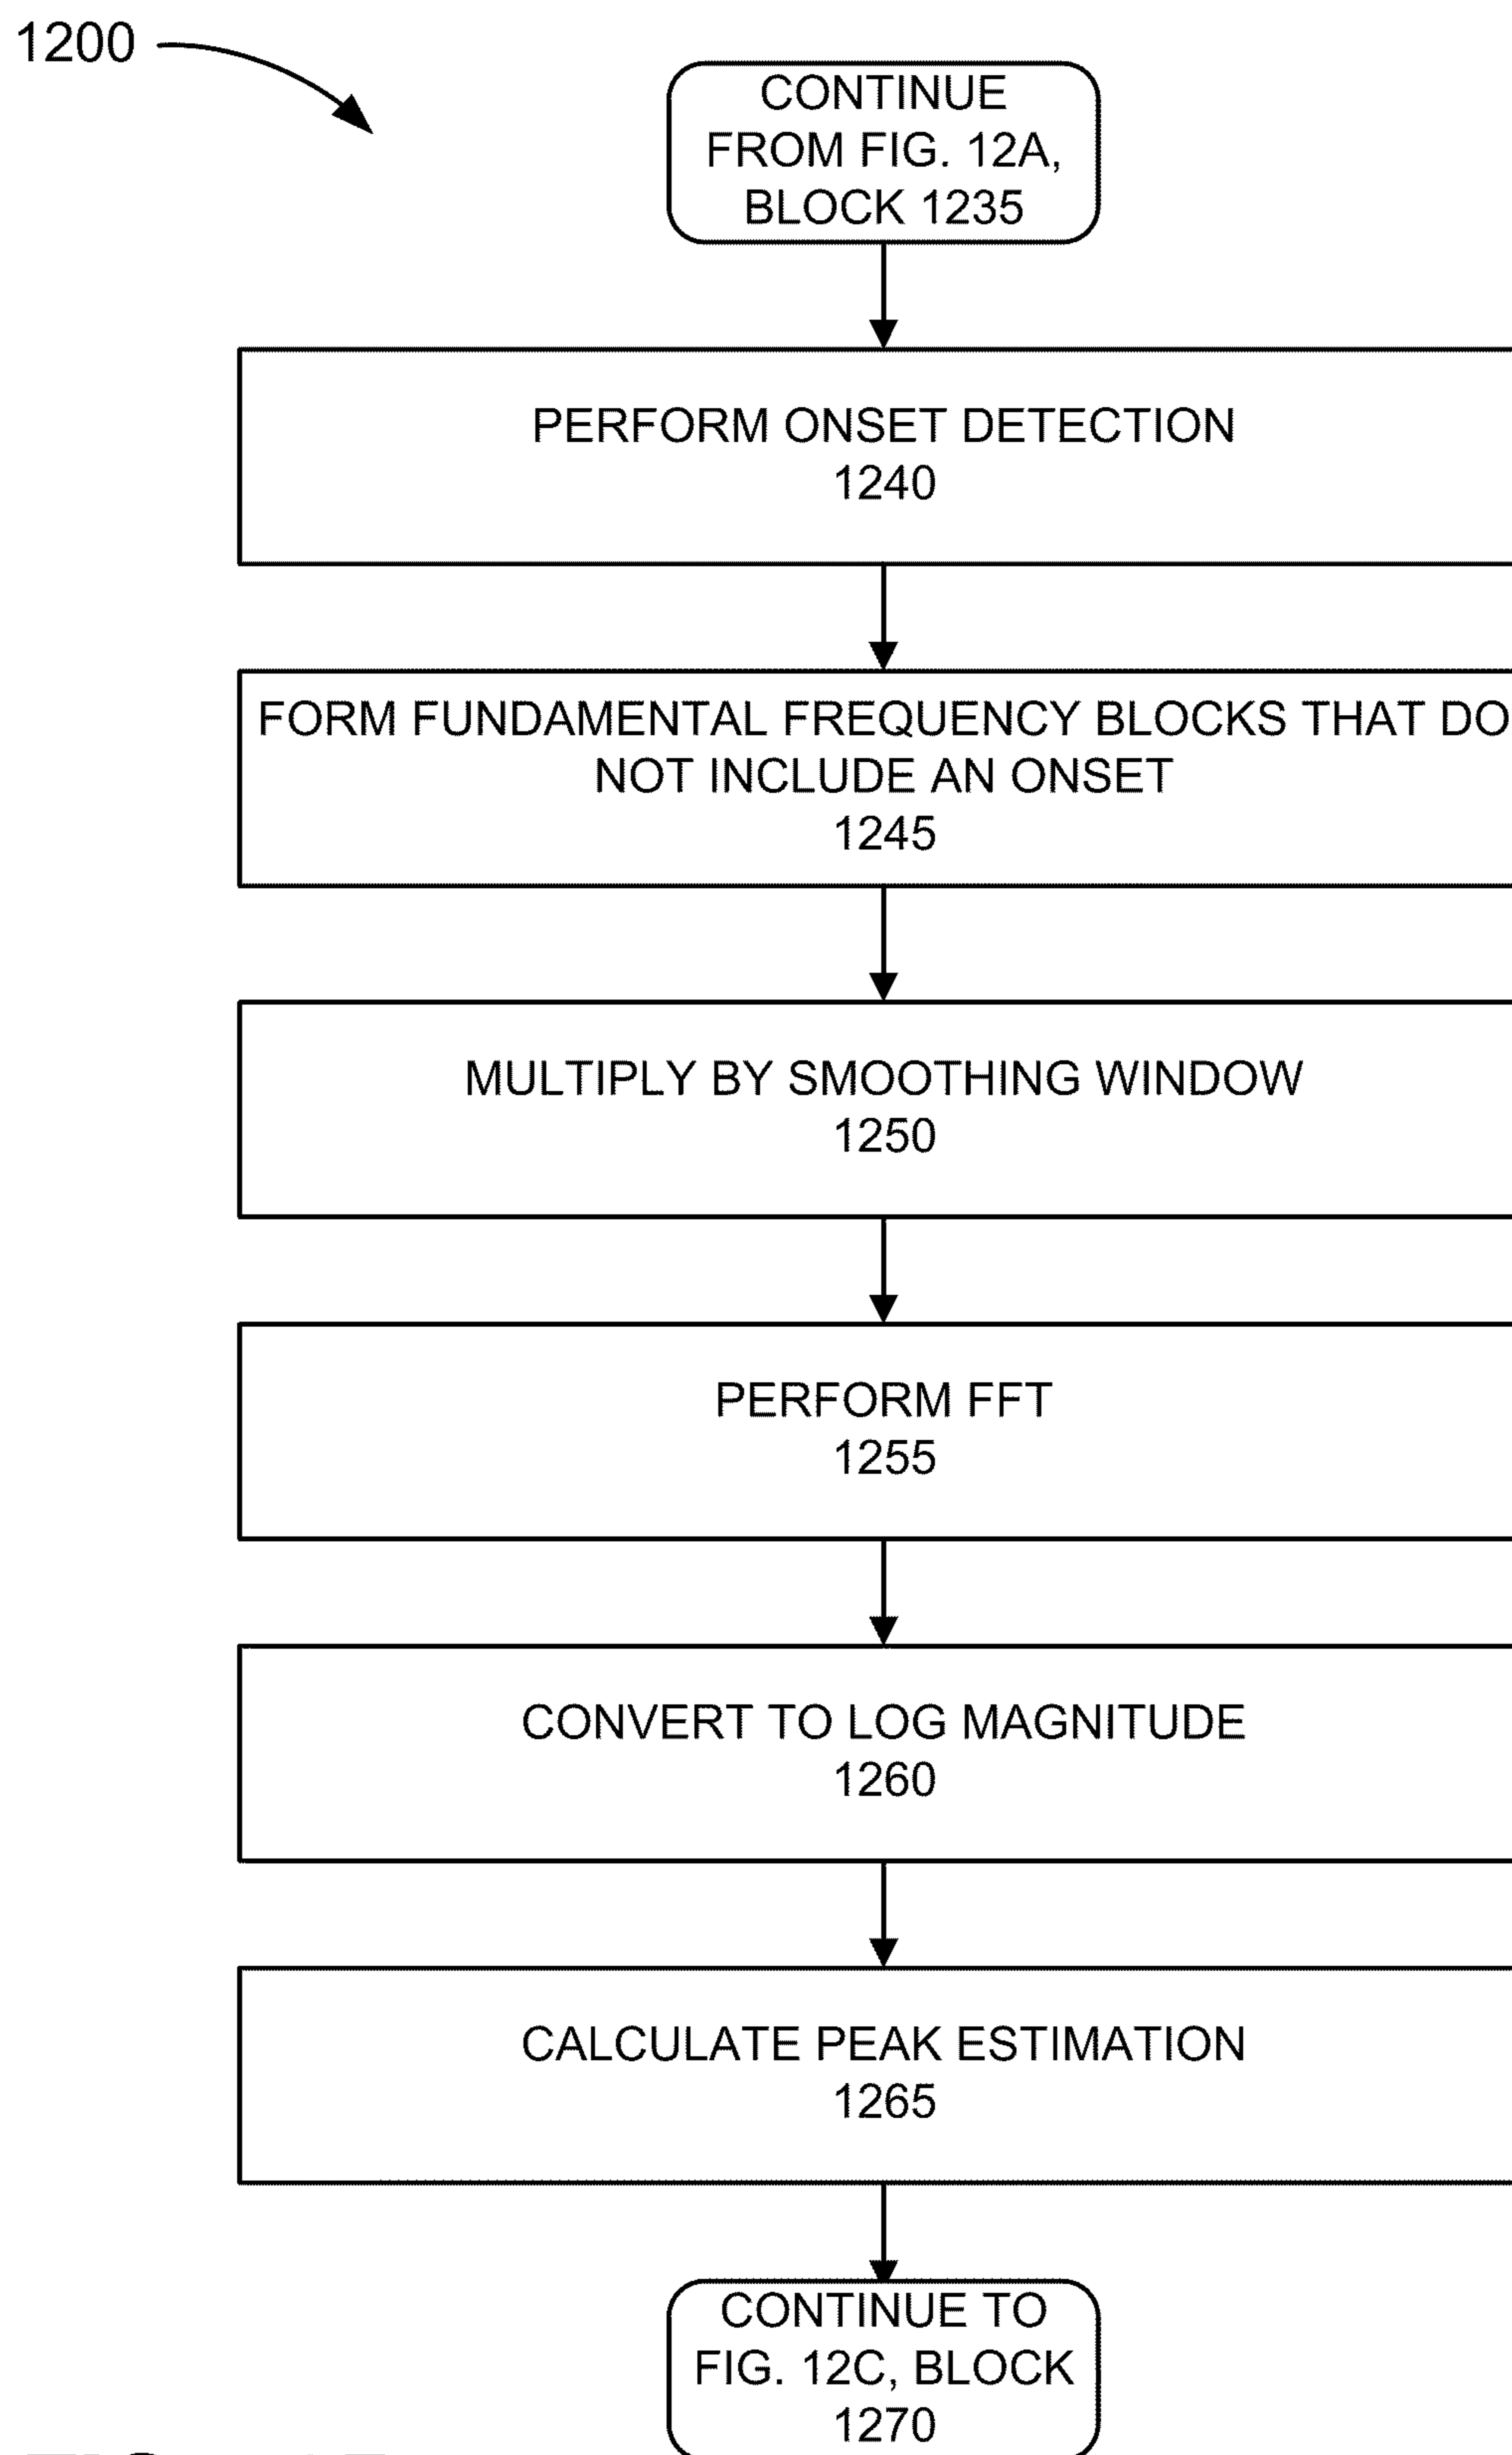 1200
CONTINUE
FROM FIG. 12A,
BLOCK 1235
PERFORM ONSET DETECTION
1240
FORM FUNDAMENTAL FREQUENCY BLOCKS THAT DO
NOT INCLUDE AN ONSET
1245
MULTIPLY BY SMOOTHING WINDOW
1250
PERFORM FFT
1255
CONVERT TO LOG MAGNITUDE
1260
CALCULATE PEAK ESTIMATION
1265
CONTINUE TO
FIG. 12C, BLOCK
1270